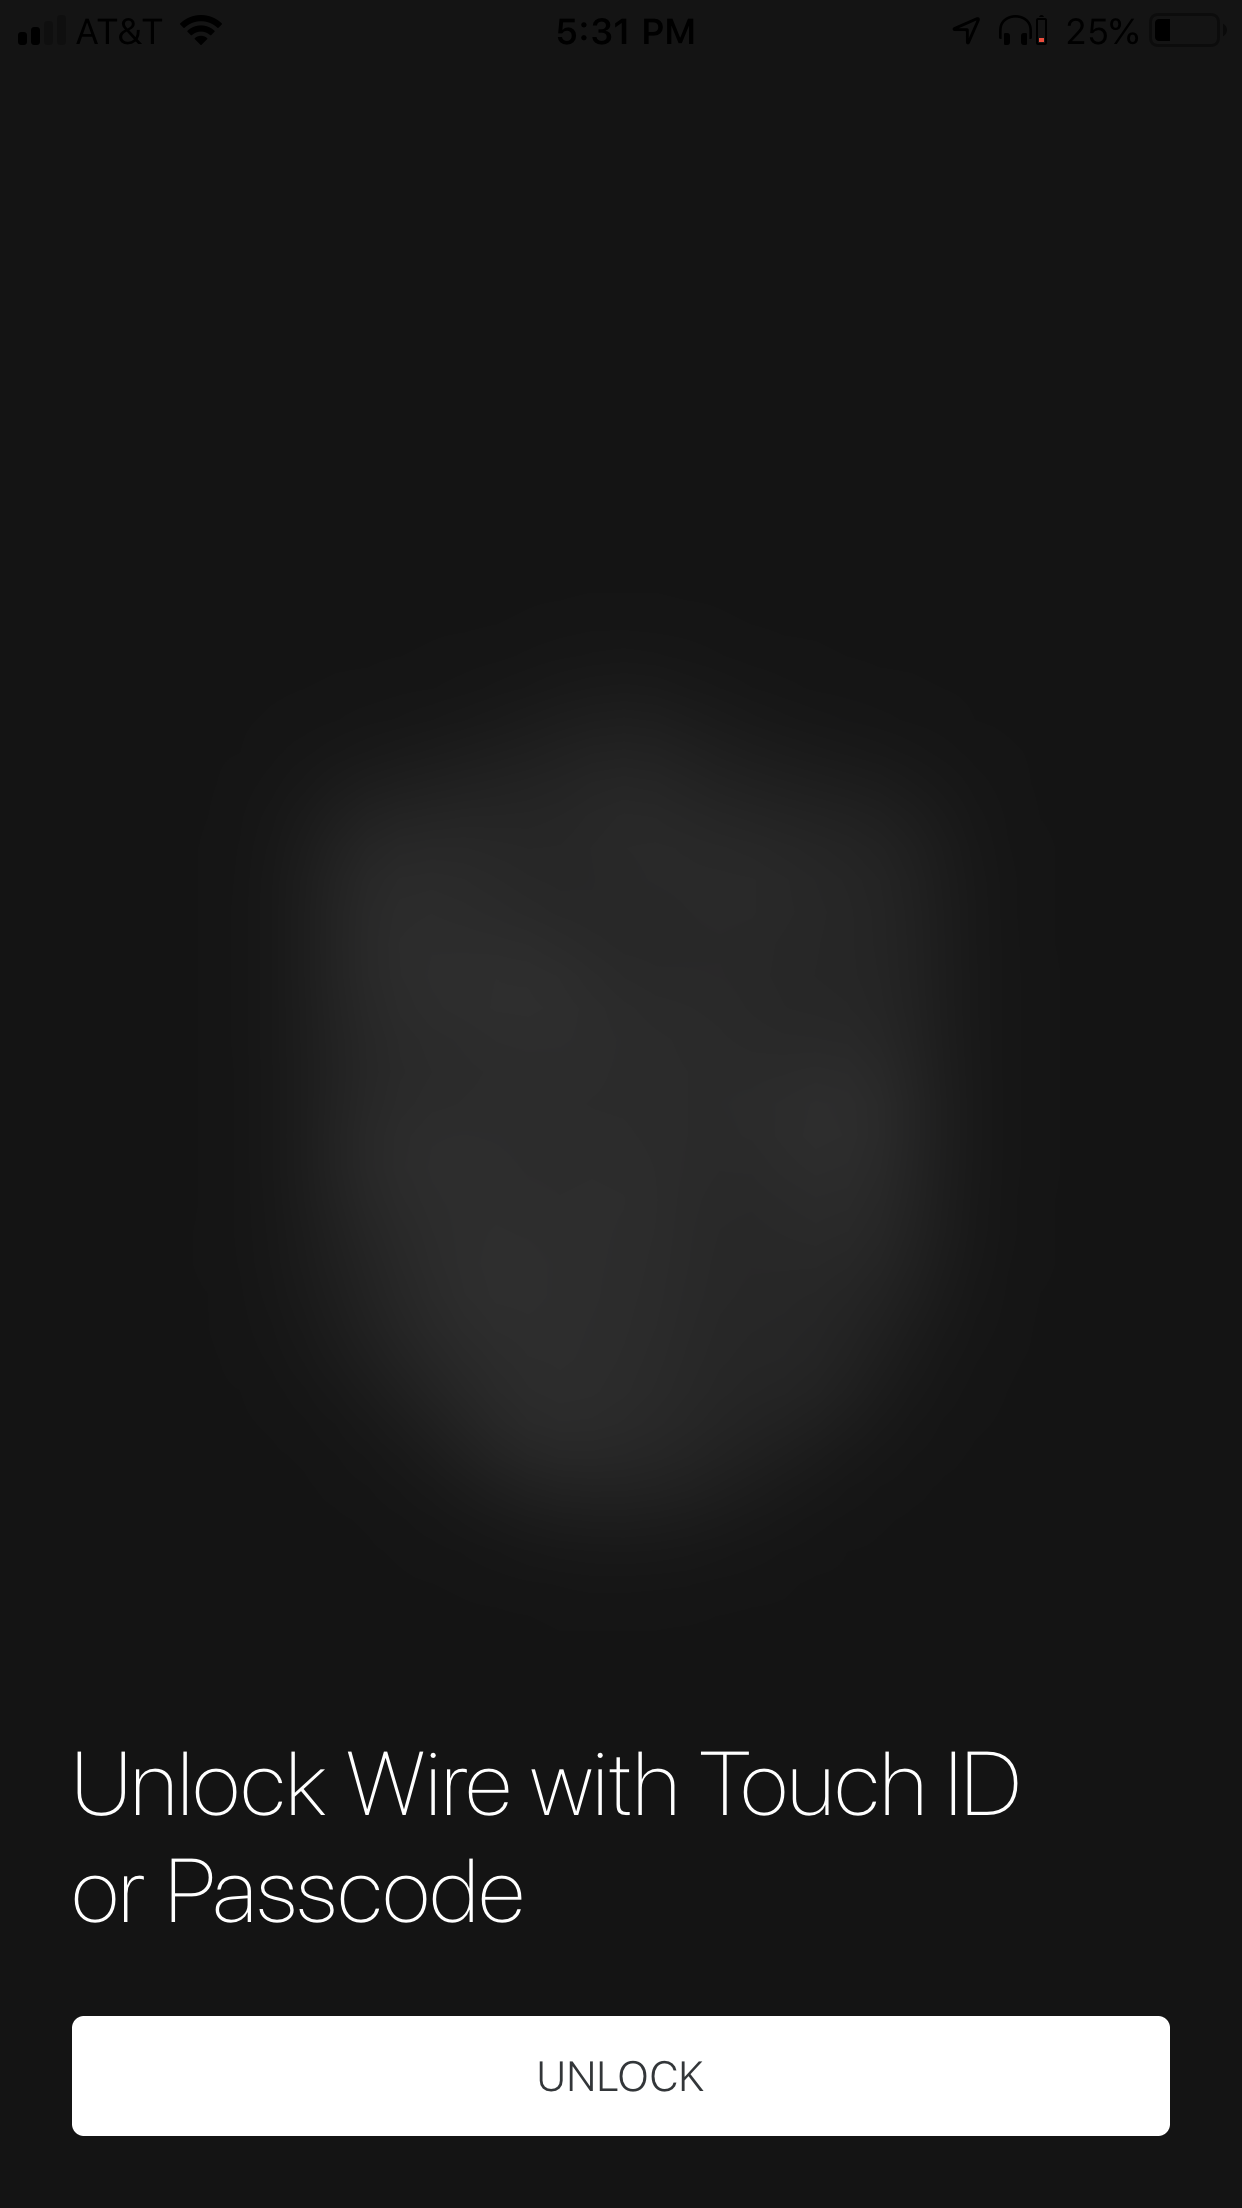 AT&T 5:31 PM 25%
Unlock Wire with Touch ID
or Passcode
UNLOCK